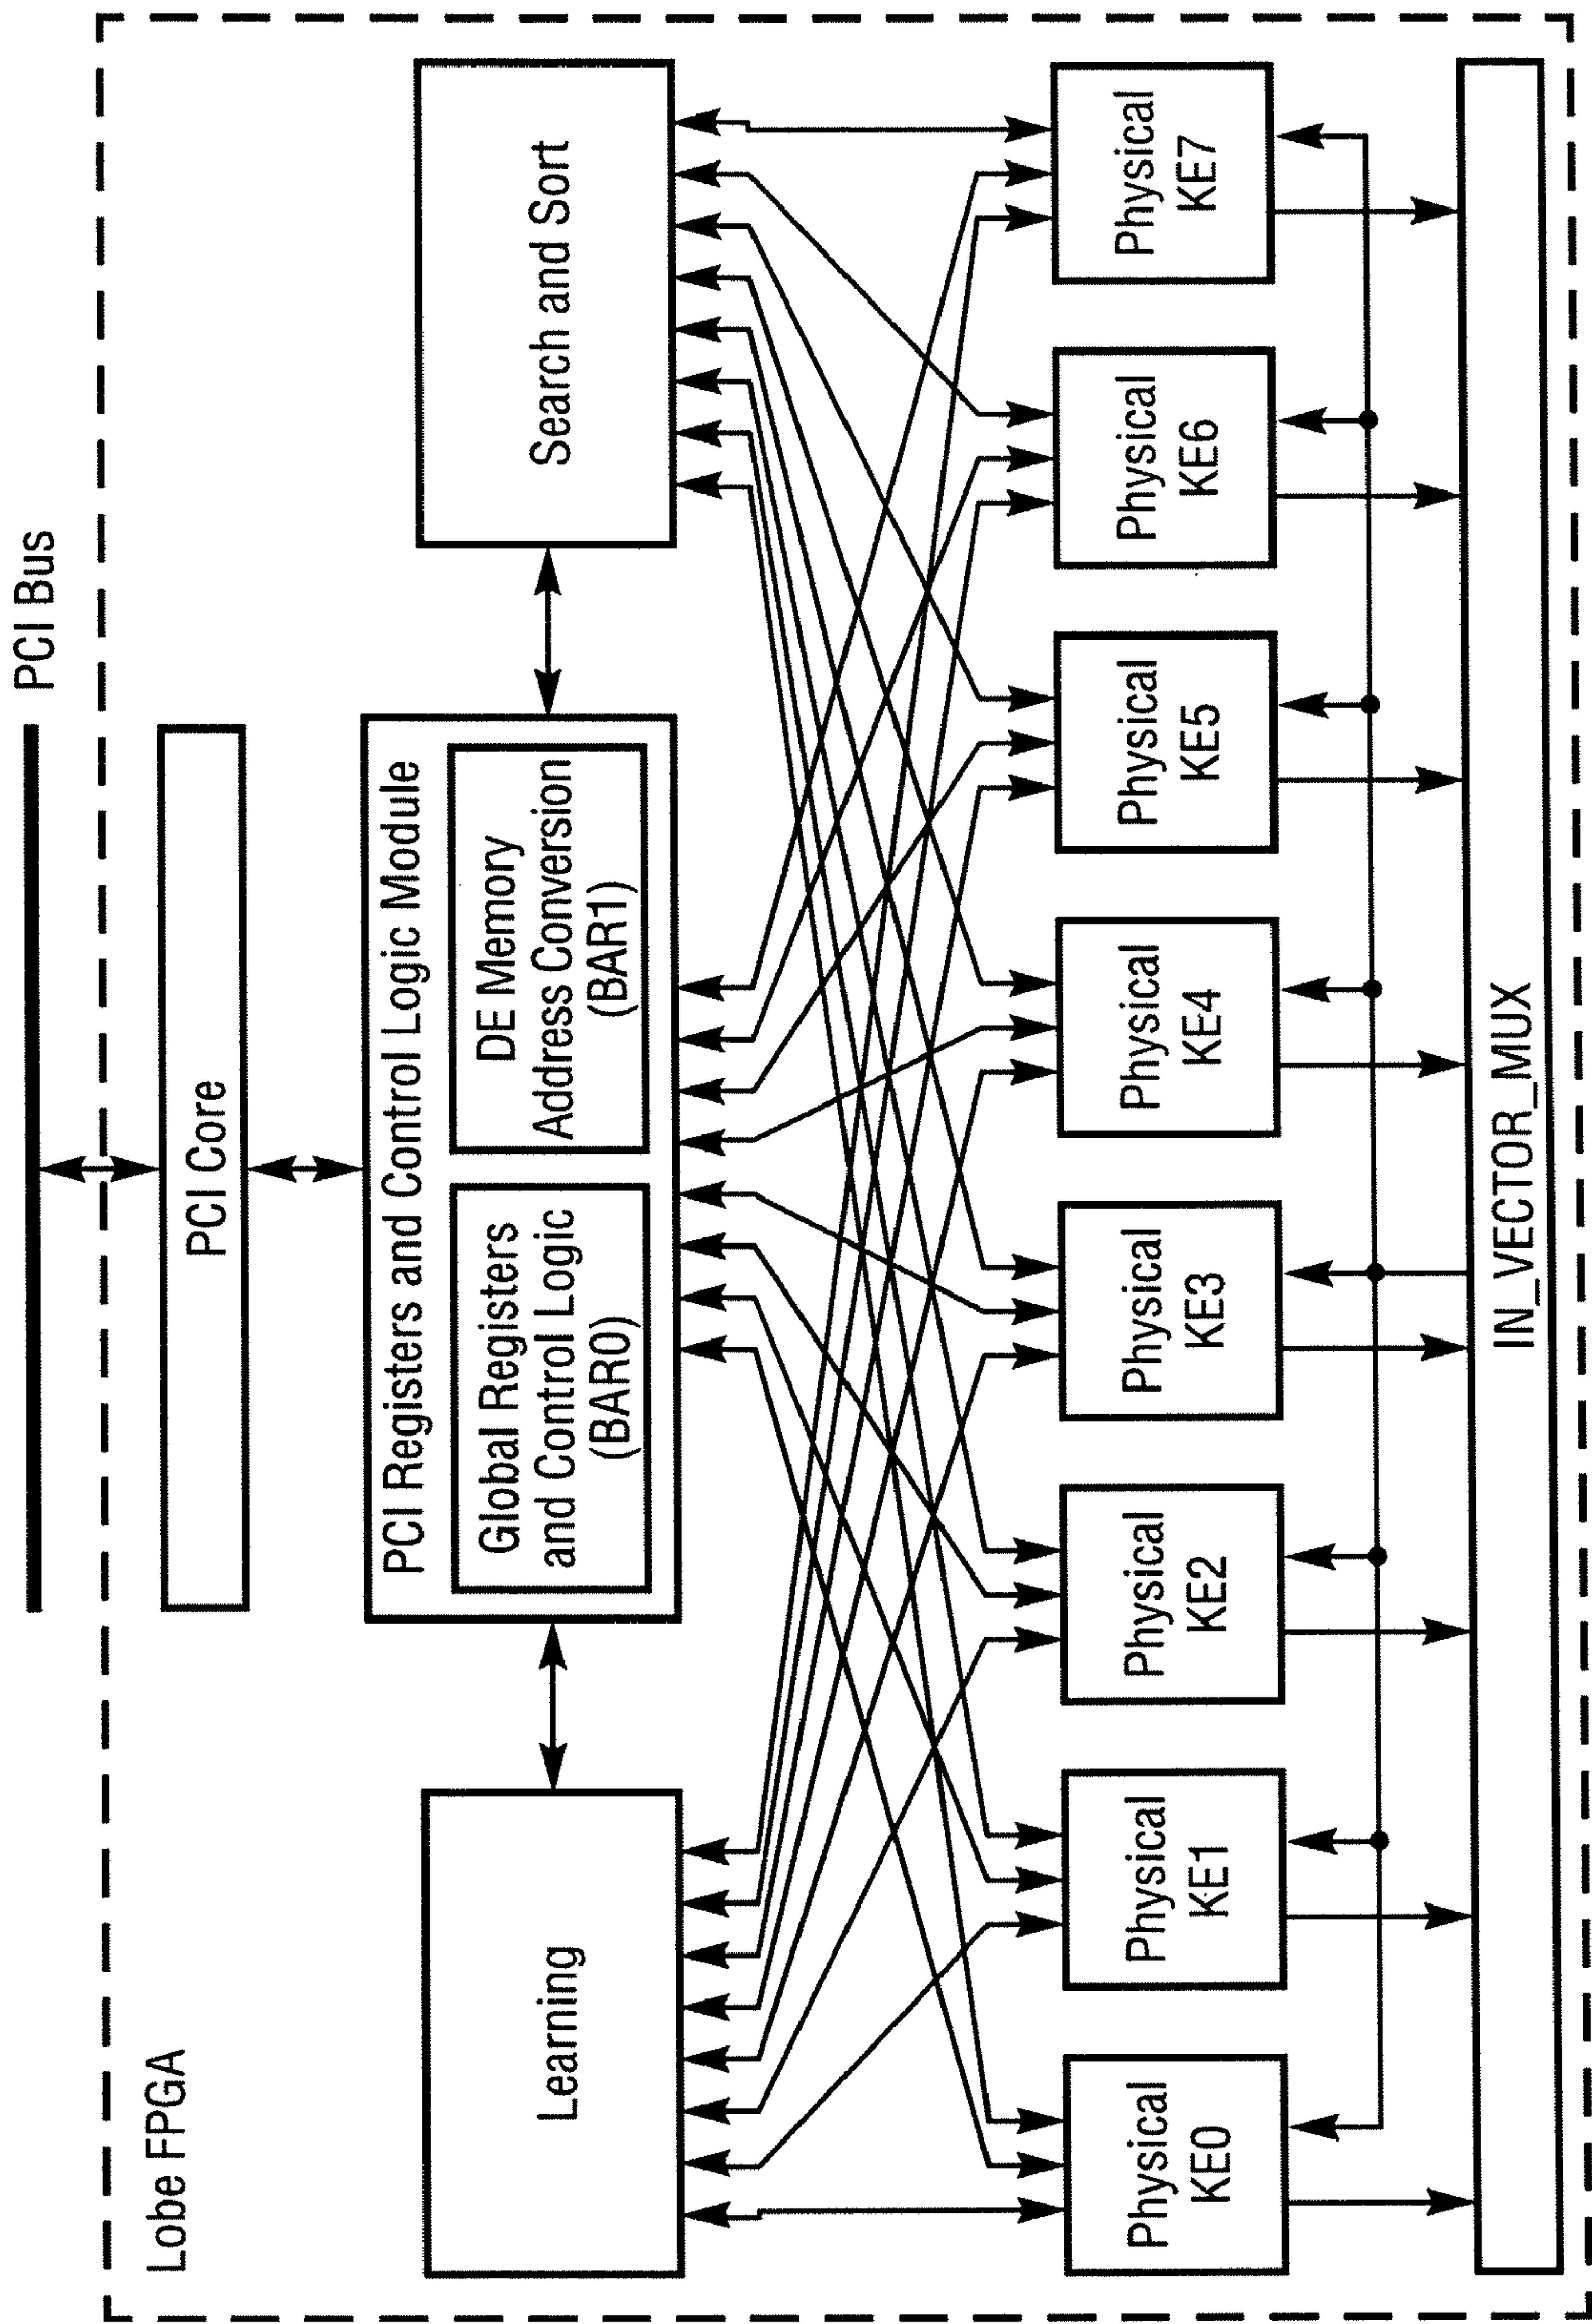 PCI Bus
Lobe FPGA
PCI Core
Learning
PCI Registers and Control Logic Module
Global Registers
and Control Logic
(BAR0)
DE Memory
Address Conversion
(BAR1)
Search and Sort
Physical
KE0
Physical
KE1
Physical
KE2
Physical
KE3
Physical
KE4
Physical
KE5
Physical
KE6
Physical
KE7
IN_VECTOR_MUX